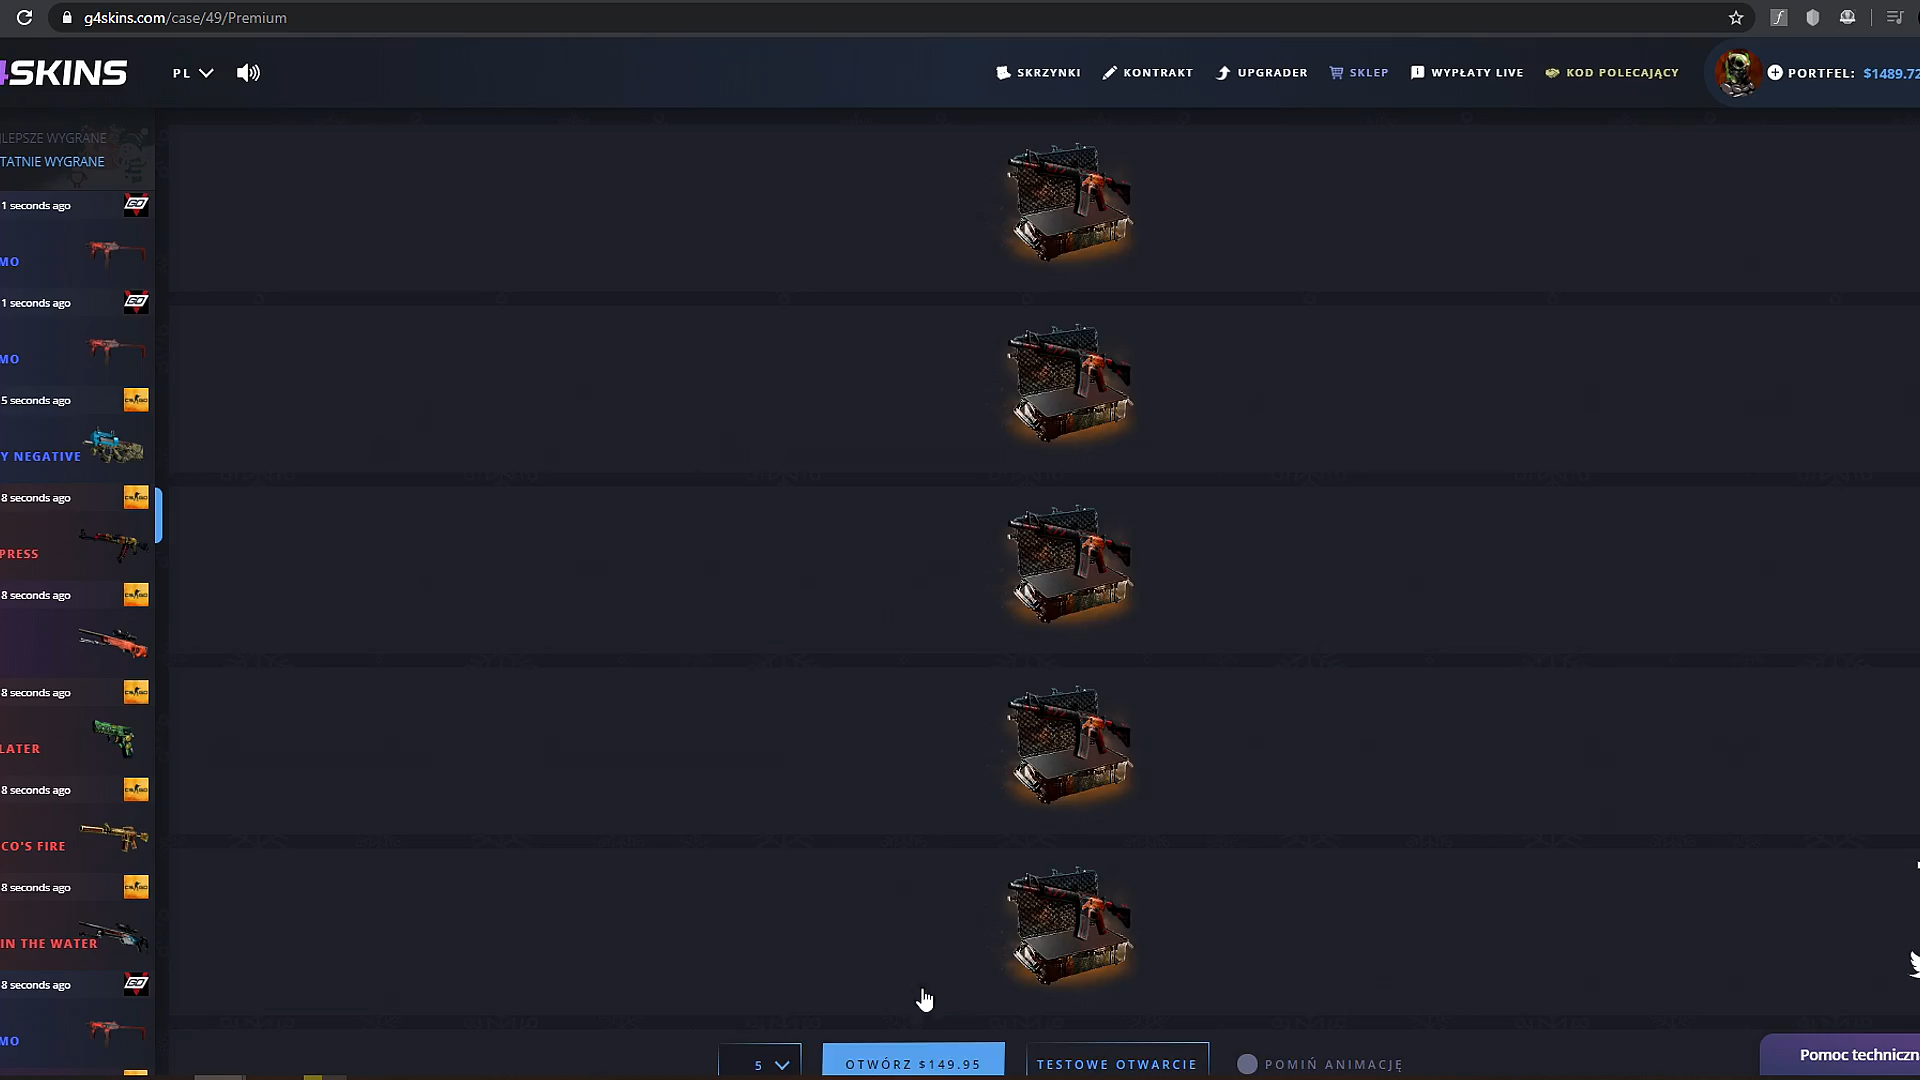 g4skins.com/case/49/Premium
4SKINS
PL
SKRZYNKI
KONTRAKT
UPGRADER
SKLEP
WYPŁATY LIVE
KOD POLECAJĄCY
PORTFEL: $1489.72
LEPSZE WYGRANE
TATNIE WYGRANE
1 seconds ago
MO
1 seconds ago
MO
5 seconds ago
Y NEGATIVE
8 seconds ago
PRESS
8 seconds ago
8 seconds ago
LATER
8 seconds ago
CO'S FIRE
8 seconds ago
IN THE WATER
8 seconds ago
MO
5
OTWÓRZ $149.95
TESTOWE OTWARCIE
POMIŃ ANIMACJĘ
Pomoc techniczn